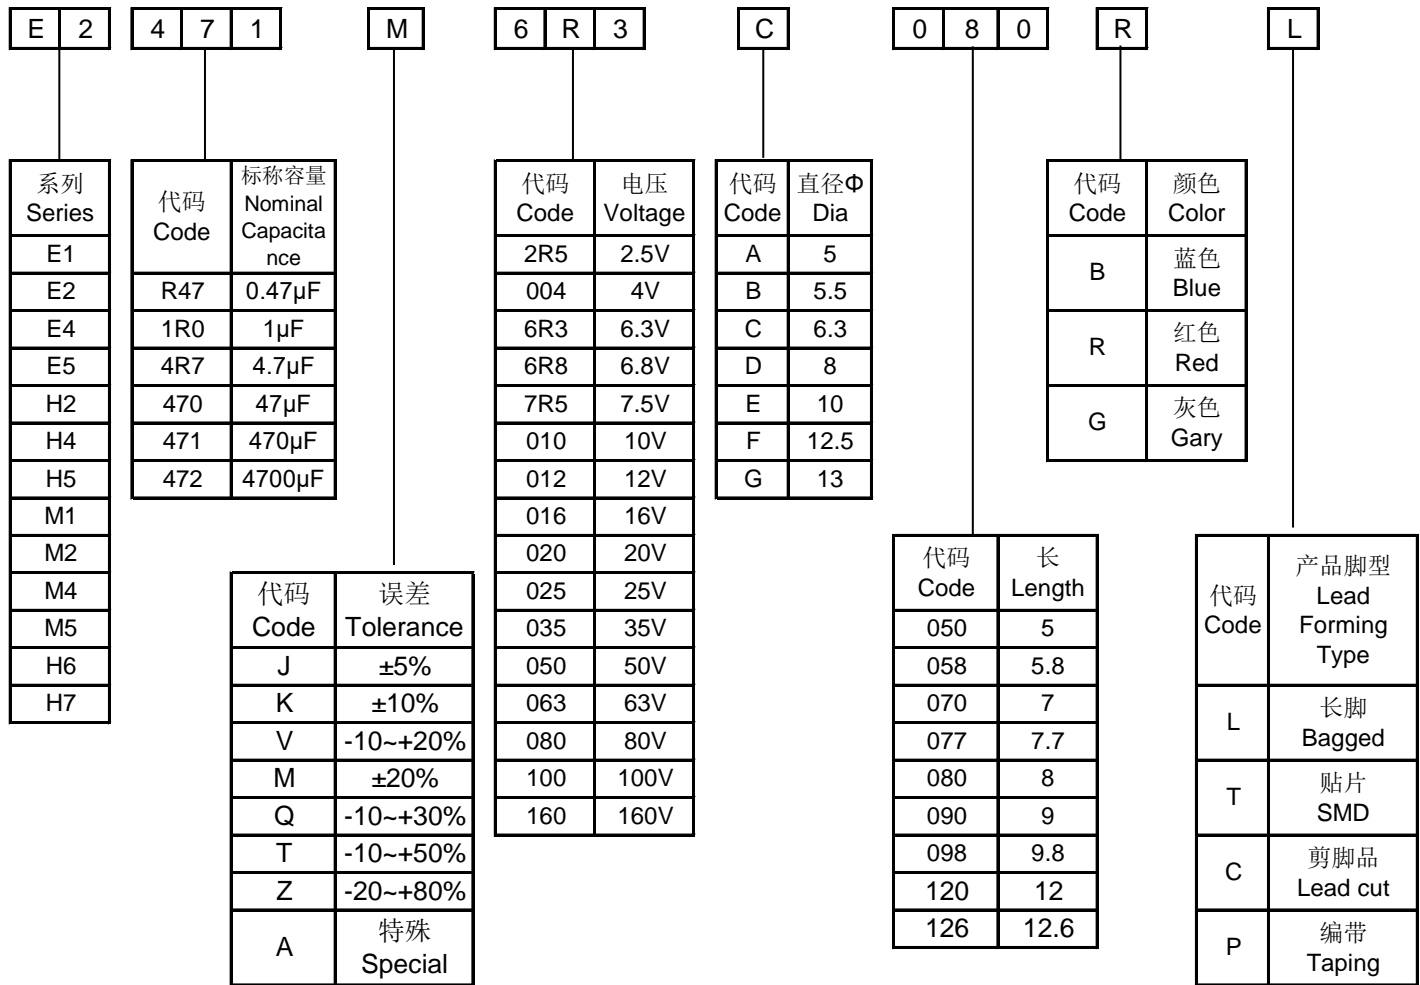 E 2 4 7 1 M 6 R 3 C 0 8 0 R L
系列
Series
E1
E2
E4
E5
H2
H4
H5
M1
M2
M4
M5
H6
H7
代码
Code
标称容量
Nominal
Capacita
nce
R47 0.47µF
1R0 1µF
4R7 4.7µF
470 47µF
471 470µF
472 4700µF
代码 误差
Code Tolerance
J ±5%
K ±10%
V -10~+20%
M ±20%
Q -10~+30%
T -10~+50%
Z -20~+80%
A
特殊
Special
代码 电压
Code Voltage
2R5 2.5V
004 4V
6R3 6.3V
6R8 6.8V
7R5 7.5V
010 10V
012 12V
016 16V
020 20V
025 25V
035 35V
050 50V
063 63V
080 80V
100 100V
160 160V
代码 直径Φ
Code Dia
A 5
B 5.5
C 6.3
D 8
E 10
F 12.5
G 13
代码 长
Code Length
050 5
058 5.8
070 7
077 7.7
080 8
090 9
098 9.8
120 12
126 12.6
代码 颜色
Code Color
B
蓝色
Blue
R
红色
Red
G
灰色
Gary
代码
Code
产品脚型
Lead
Forming
Type
L
长脚
Bagged
T
贴片
SMD
C
剪脚品
Lead cut
P
编带
Taping